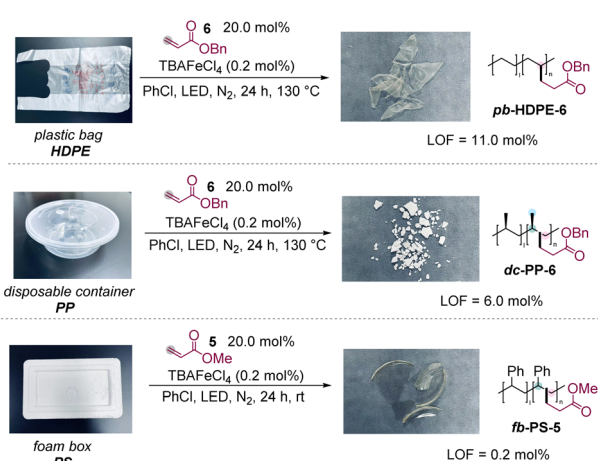 6 20.0 mol%
O
OBn
TBAFeCl4 (0.2 mol%)
PhCl, LED, N2, 24 h, 130 °C
plastic bag
HDPE
OBn
O
n
pb-HDPE-6
LOF = 11.0 mol%
6 20.0 mol%
O
OBn
TBAFeCl4 (0.2 mol%)
PhCl, LED, N2, 24 h, 130 °C
disposable container
PP
OBn
O
n
dc-PP-6
LOF = 6.0 mol%
5 20.0 mol%
O
OMe
TBAFeCl4 (0.2 mol%)
PhCl, LED, N2, 24 h, rt
foam box
PS
Ph Ph
OMe
O
n
fb-PS-5
LOF = 0.2 mol%